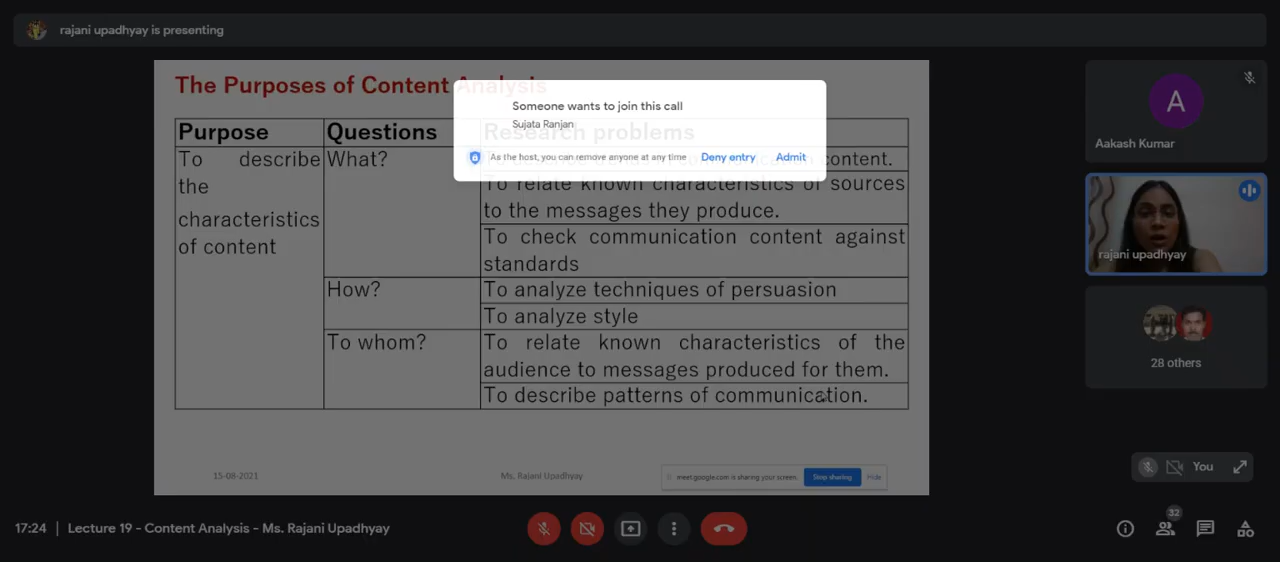 rajani upadhyay is presenting
The Purposes of Content Analysis
Someone wants to join this call
Sujata Ranjan
As the host, you can remove anyone at any time
Deny entry
Admit
Purpose
Questions
Research problems
To describe
the
characteristics
of content
What?
content.
To relate known characteristics of sources
to the messages they produce.
To check communication content against
standards
How?
To analyze techniques of persuasion
To analyze style
To whom?
To relate known characteristics of the
audience to messages produced for them.
To describe patterns of communication.
15-08-2021
Ms. Rajani Upadhyay
meet.google.com is sharing your screen.
Stop sharing
Hide
A
Aakash Kumar
rajani upadhyay
28 others
You
17:24 | Lecture 19 - Content Analysis - Ms. Rajani Upadhyay
32